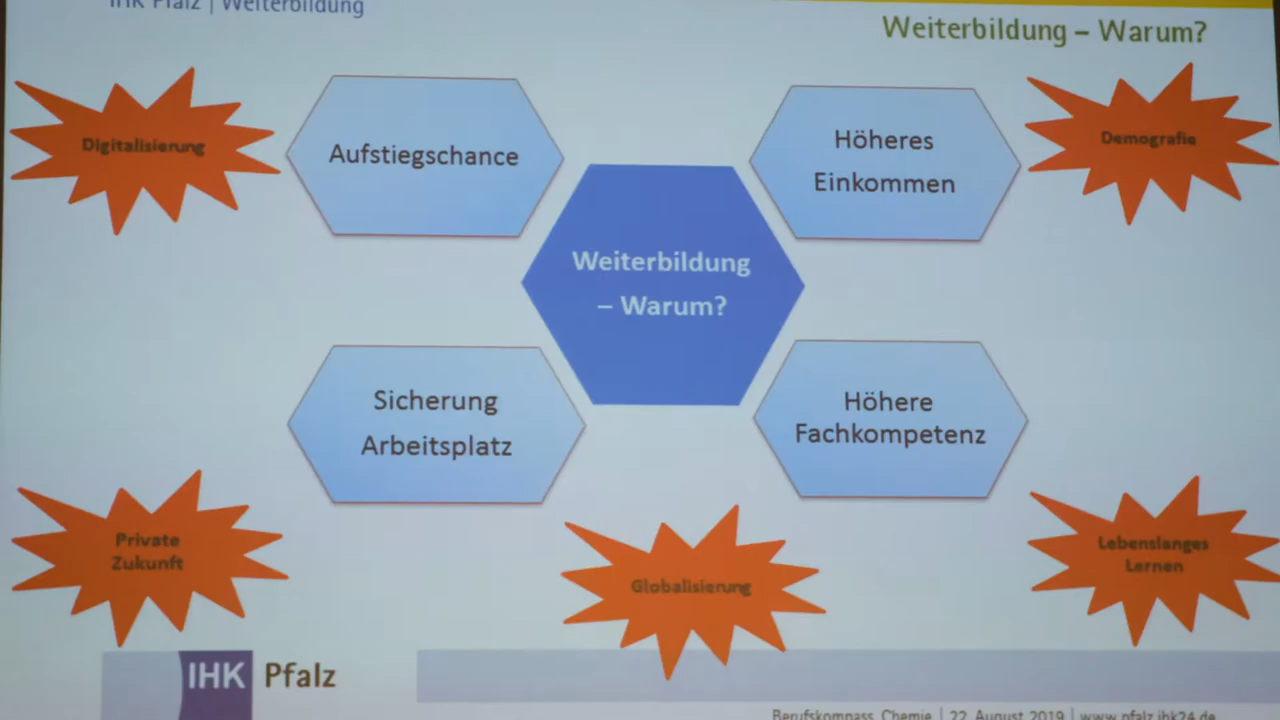 IHK Pfalz | Weiterbildung
Weiterbildung – Warum?
Digitalisierung
Aufstiegschance
Höheres
Einkommen
Demografie
Weiterbildung
– Warum?
Sicherung
Arbeitsplatz
Höhere
Fachkompetenz
Private
Zukunft
Globalisierung
Lebenslanges
Lernen
IHK Pfalz
Berufskompass Chemie | 22. August 2019 | www.pfalz.ihk24.de